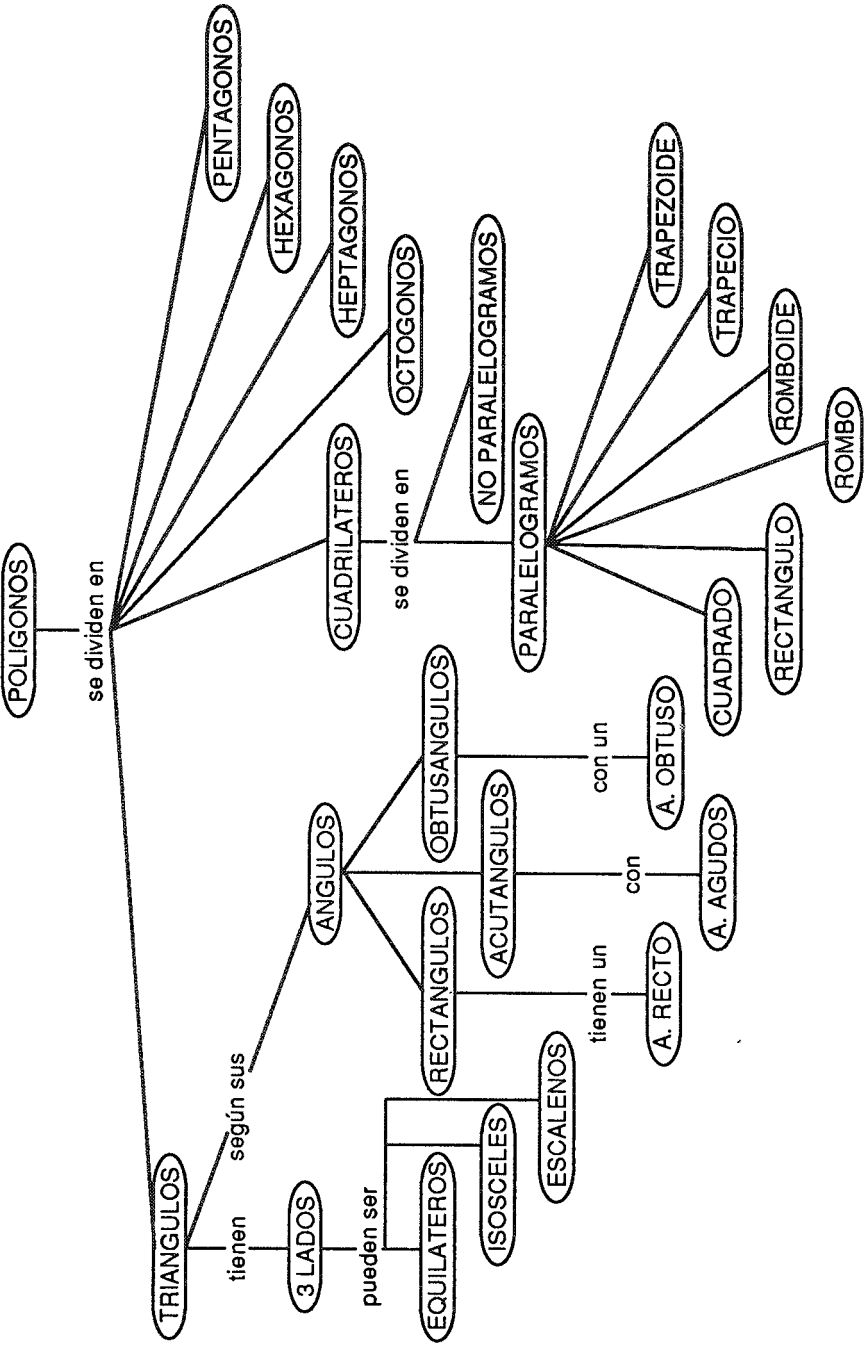 POLIGONOS
se dividen en
TRIANGULOS
PENTAGONOS
HEXAGONOS
HEPTAGONOS
OCTOGONOS
CUADRILATEROS
se dividen en
NO PARALELOGRAMOS
PARALELOGRAMOS
TRAPEZOIDE
TRAPECIO
ROMBOIDE
ROMBO
RECTANGULO
CUADRADO
según sus
ANGULOS
OBTUSANGULOS
con un
A. OBTUSO
ACUTANGULOS
con
A. AGUDOS
RECTANGULOS
tienen un
A. RECTO
tienen
3 LADOS
pueden ser
EQUILATEROS
ISOSCELES
ESCALENOS